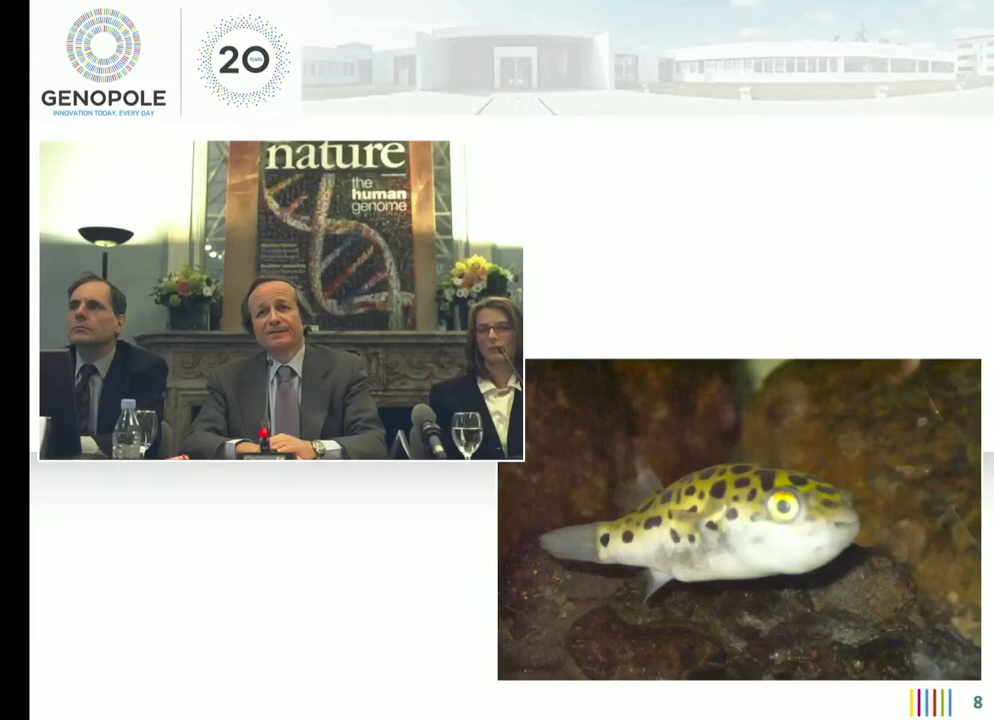 GENOPOLE
INNOVATION TODAY, EVERY DAY
20 YEARS
nature
the
human
genome
8